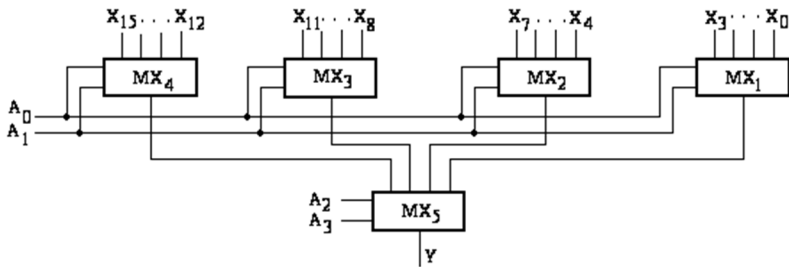 X15 · · · X12 X11 · · · X8 X7 · · · X4 X3 · · · X0
MX4 MX3 MX2 MX1
A0
A1
A2
MX5
A3
Y